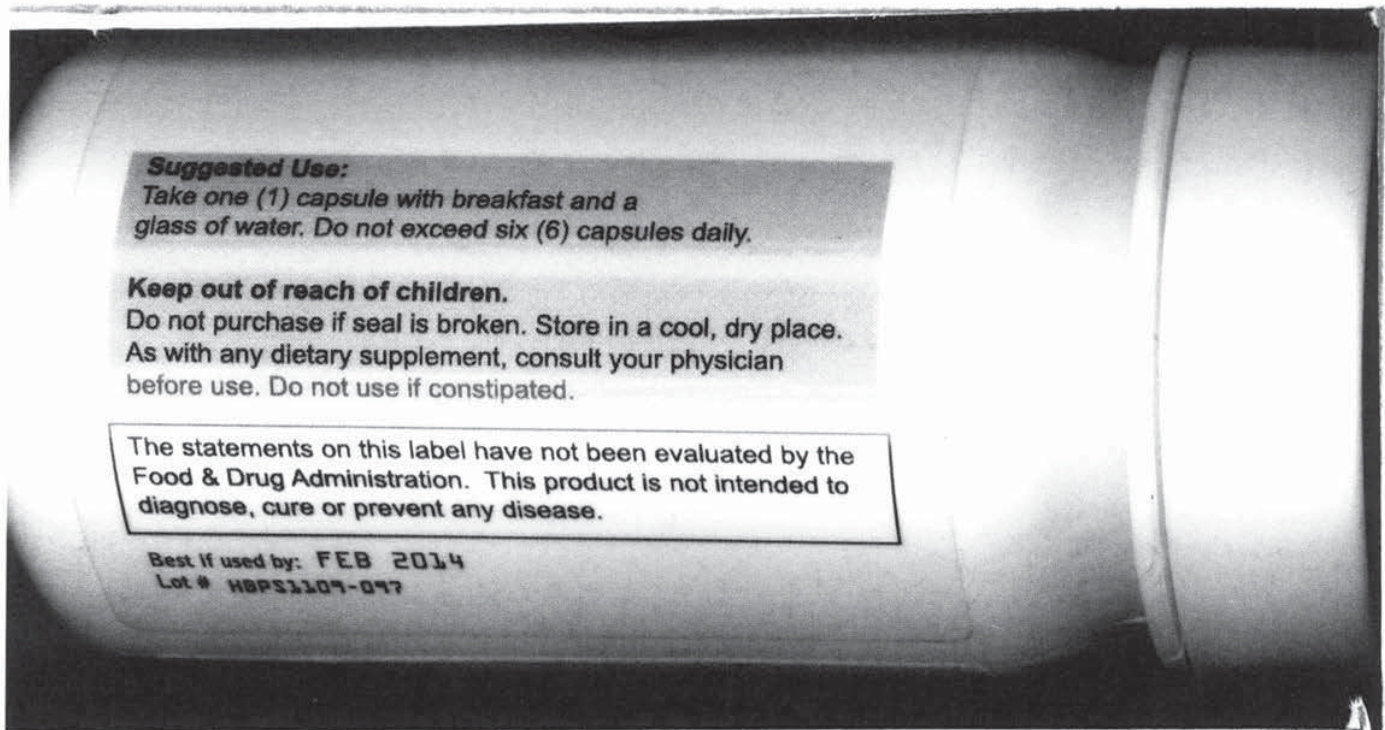 Suggested Use:
Take one (1) capsule with breakfast and a
glass of water. Do not exceed six (6) capsules daily.
Keep out of reach of children.
Do not purchase if seal is broken. Store in a cool, dry place.
As with any dietary supplement, consult your physician
before use. Do not use if constipated.
The statements on this label have not been evaluated by the
Food & Drug Administration. This product is not intended to
diagnose, cure or prevent any disease.
Best if used by: FEB 2014
Lot # HBPS1109-097